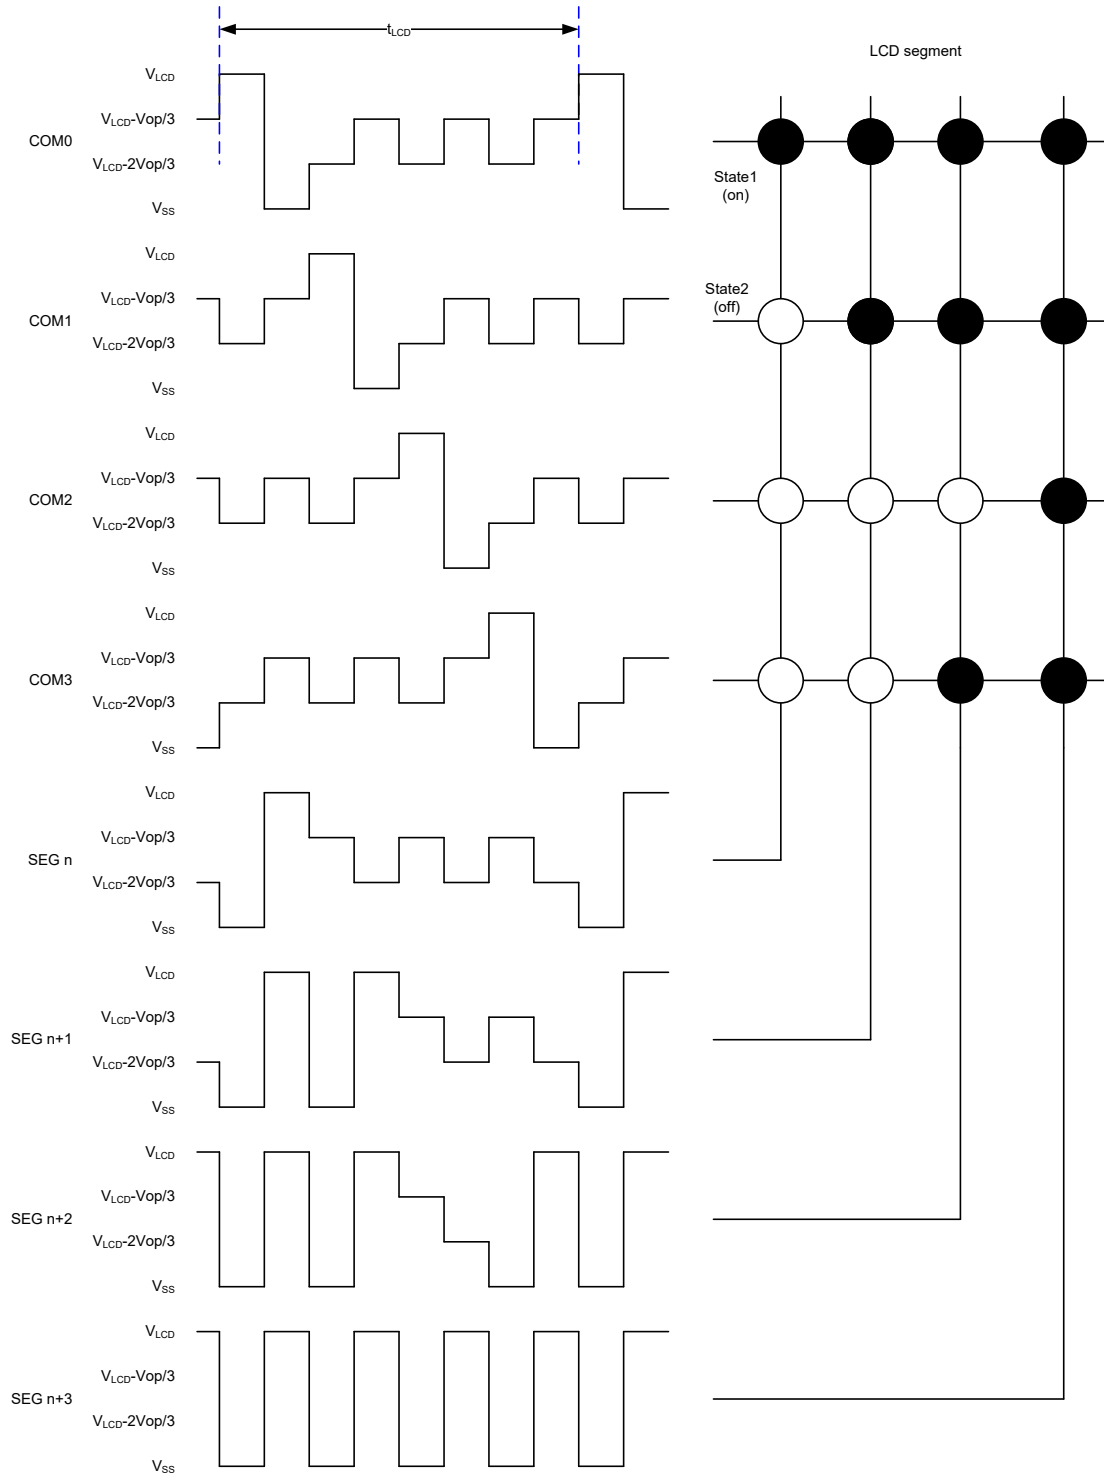 tLCD
LCD segment
VLCD
VLCD-Vop/3
COM0
VLCD-2Vop/3
VSS
State1
(on)
VLCD
VLCD-Vop/3
COM1
VLCD-2Vop/3
VSS
State2
(off)
VLCD
VLCD-Vop/3
COM2
VLCD-2Vop/3
VSS
VLCD
VLCD-Vop/3
COM3
VLCD-2Vop/3
VSS
VLCD
VLCD-Vop/3
SEG n
VLCD-2Vop/3
VSS
VLCD
VLCD-Vop/3
SEG n+1
VLCD-2Vop/3
VSS
VLCD
VLCD-Vop/3
SEG n+2
VLCD-2Vop/3
VSS
VLCD
VLCD-Vop/3
SEG n+3
VLCD-2Vop/3
VSS